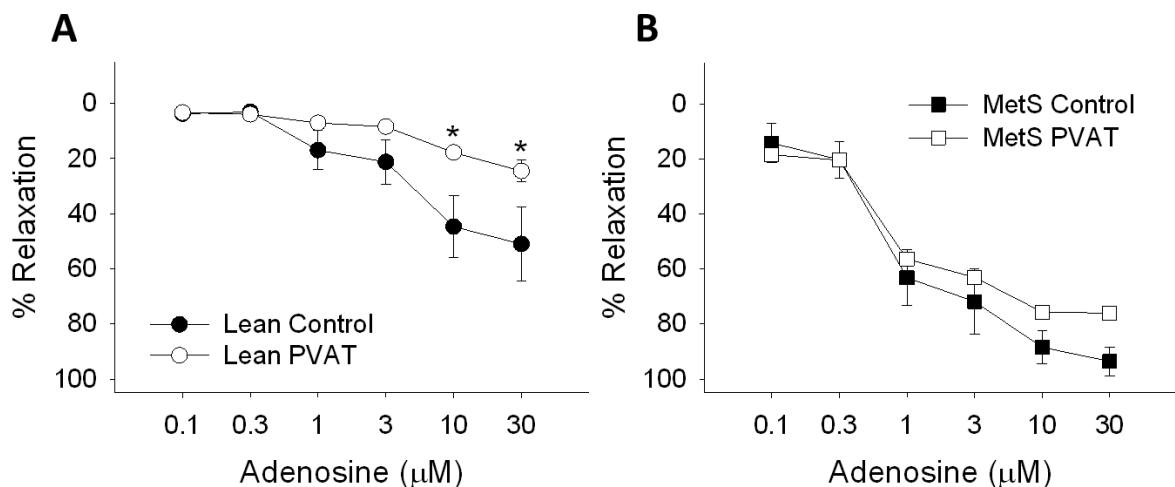 A
% Relaxation
0
20
40
60
80
100
* *
Lean Control
Lean PVAT
0.1 0.3 1 3 10 30
Adenosine (μM)
B
% Relaxation
0
20
40
60
80
100
MetS Control
MetS PVAT
0.1 0.3 1 3 10 30
Adenosine (μM)